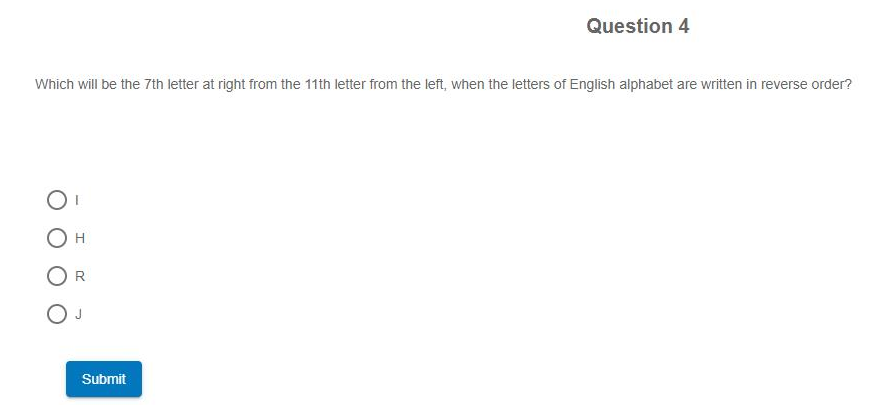 Question 4
Which will be the 7th letter at right from the 11th letter from the left, when the letters of English alphabet are written in reverse order?
I
H
R
J
Submit